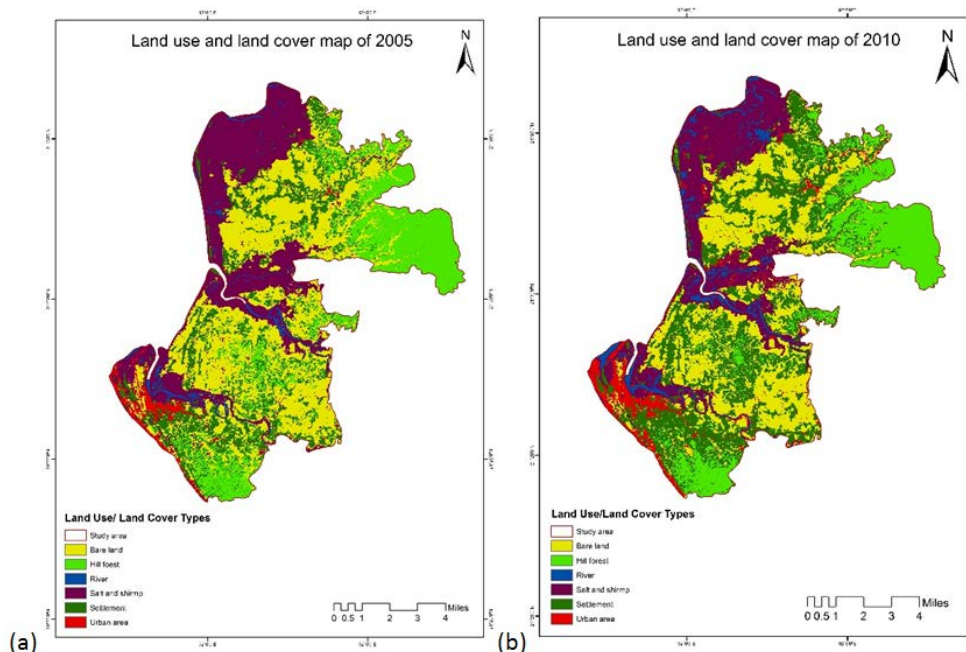 Land use and land cover map of 2005
N
Land Use/ Land Cover Types
Study area
Bare land
Hill forest
River
Salt and shirmp
Settlement
Urban area
Miles
0 0.5 1 2 3 4
(a)
Land use and land cover map of 2010
N
Land Use/Land Cover Types
Study area
Bare land
Hill forest
River
Salt and shirmp
Settlement
Urban area
Miles
0 0.5 1 2 3 4
(b)